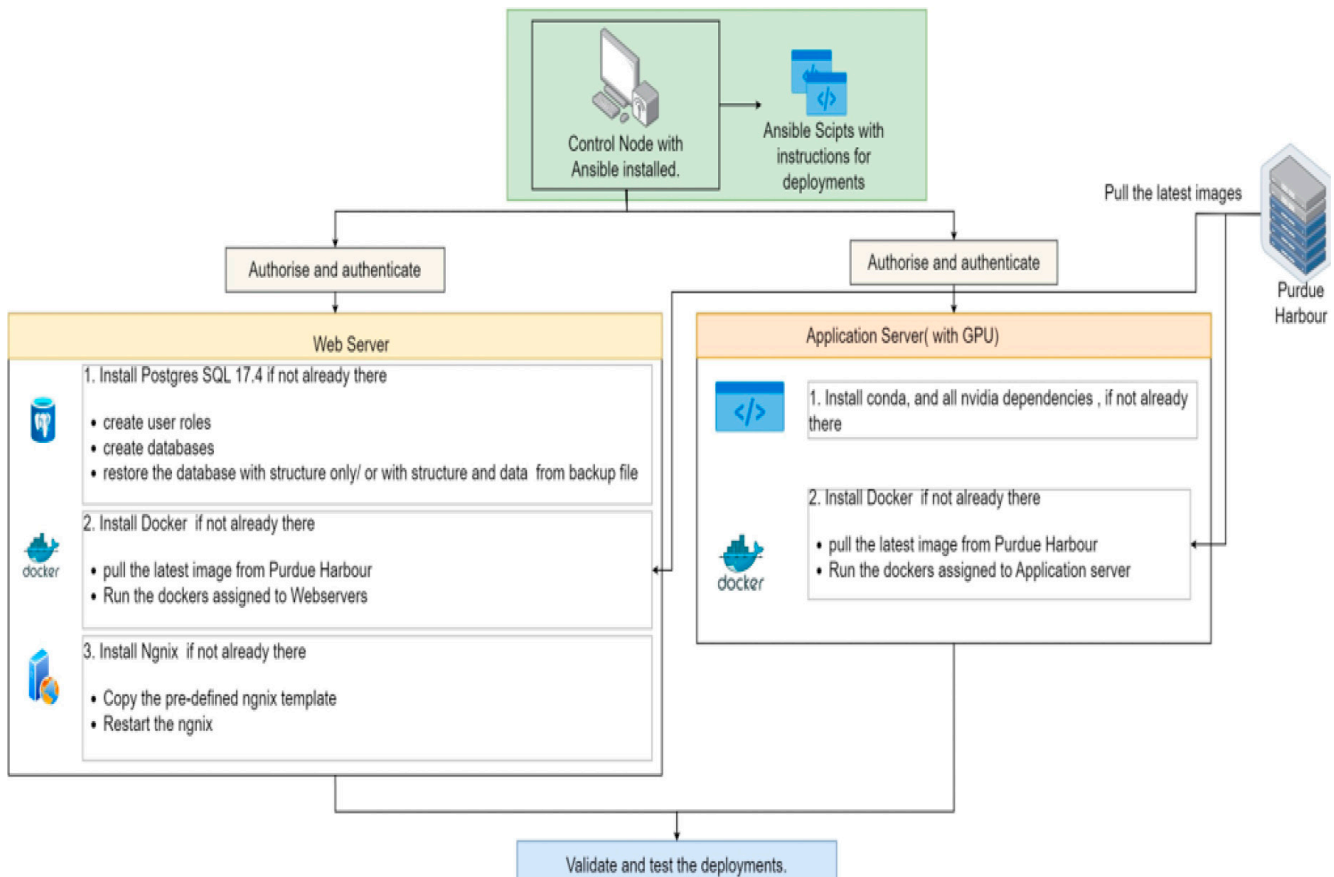 Control Node with
Ansible installed.
Ansible Scipts with
instructions for
deployments
Pull the latest images
Purdue
Harbour
Authorise and authenticate
Authorise and authenticate
Web Server
1. Install Postgres SQL 17.4 if not already there
• create user roles
• create databases
• restore the database with structure only/ or with structure and data from backup file
docker
2. Install Docker if not already there
• pull the latest image from Purdue Harbour
• Run the dockers assigned to Webservers
3. Install Ngnix if not already there
• Copy the pre-defined ngnix template
• Restart the ngnix
Application Server( with GPU)
1. Install conda, and all nvidia dependencies , if not already
there
docker
2. Install Docker if not already there
• pull the latest image from Purdue Harbour
• Run the dockers assigned to Application server
Validate and test the deployments.